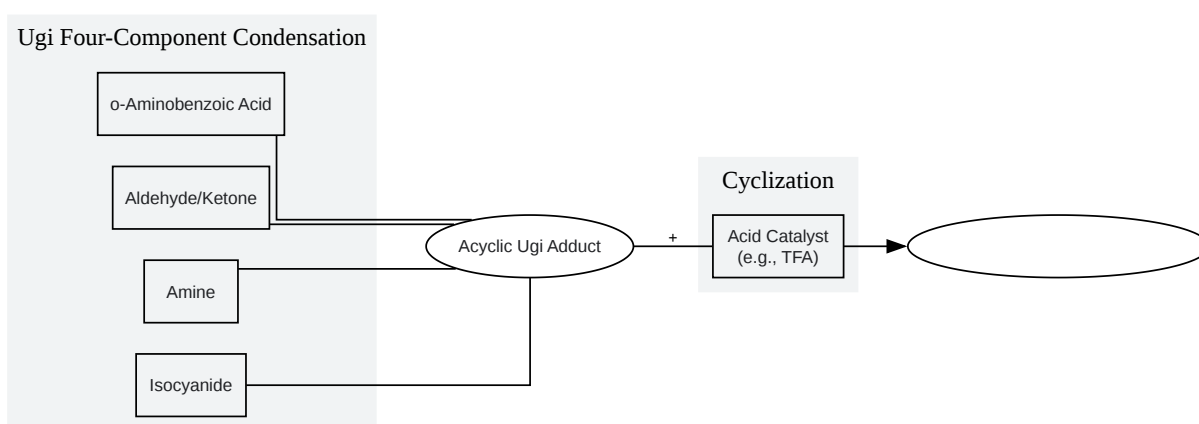 Ugi Four-Component Condensation
o-Aminobenzoic Acid
Aldehyde/Ketone
Amine
Isocyanide
Acyclic Ugi Adduct
+
Cyclization
Acid Catalyst
(e.g., TFA)